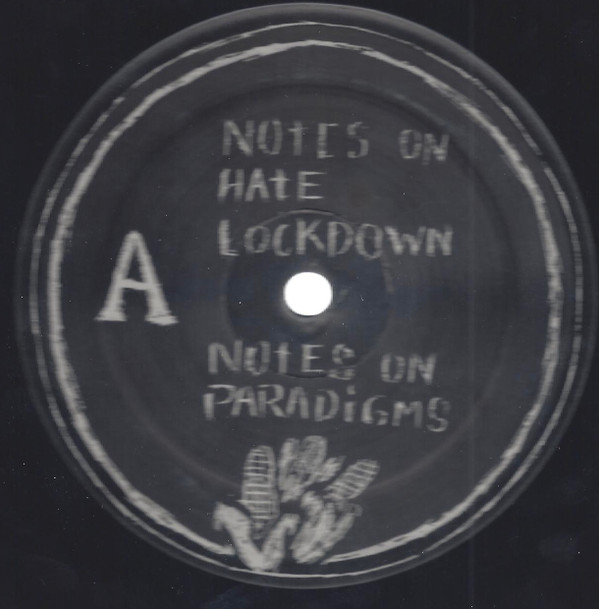 NOtES ON
HAtE
LOCKDOWN
A
NOtES ON
PARADiGMS